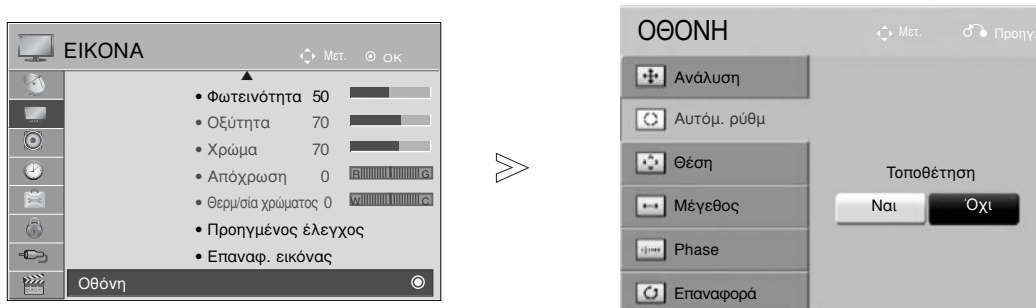 ΕΙΚΟΝΑ
Μετ.
OK
• Φωτεινότητα 50
• Οξύτητα 70
• Χρώμα 70
• Απόχρωση 0 R G
• Θερμ/σία χρώματος 0 W C
• Προηγμένος έλεγχος
• Επαναφ. εικόνας
Οθόνη
ΟΘΟΝΗ
Μετ.
Προηγ.
Ανάλυση
Αυτόμ. ρύθμ
Θέση
Μέγεθος
Phase
Επαναφορά
Τοποθέτηση
Ναι
Όχι